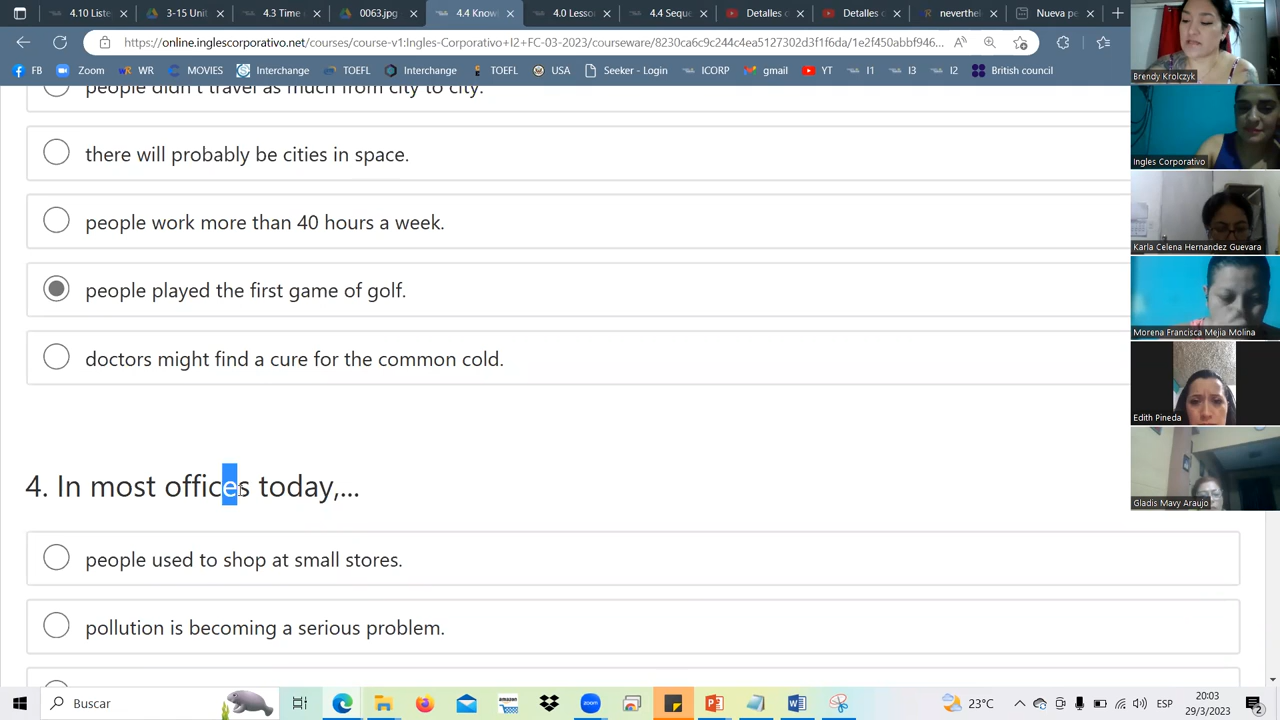 4.10 Liste
3-15 Unid
4.3 Time
0063.jpg
4.4 Know
4.0 Lesso
4.4 Seque
Detalles d
Detalles d
neverthe
Nueva pe
https://online.inglescorporativo.net/courses/course-v1:Ingles-Corporativo+I2+FC-03-2023/courseware/8230ca6c9c244c4ea5127302d3f1f6da/1e2f450abbf946...
FB
Zoom
WR
MOVIES
Interchange
TOEFL
Interchange
TOEFL
USA
Seeker - Login
ICORP
gmail
YT
I1
I3
I2
British council
people didn't travel as much from city to city.
there will probably be cities in space.
people work more than 40 hours a week.
people played the first game of golf.
doctors might find a cure for the common cold.
4. In most offices today,...
people used to shop at small stores.
pollution is becoming a serious problem.
Brendy Krolczyk
Ingles Corporativo
Karla Celena Hernandez Guevara
Morena Francisca Mejia Molina
Edith Pineda
Gladis Mavy Araujo
Buscar
23°C
ESP
20:03
29/3/2023
2